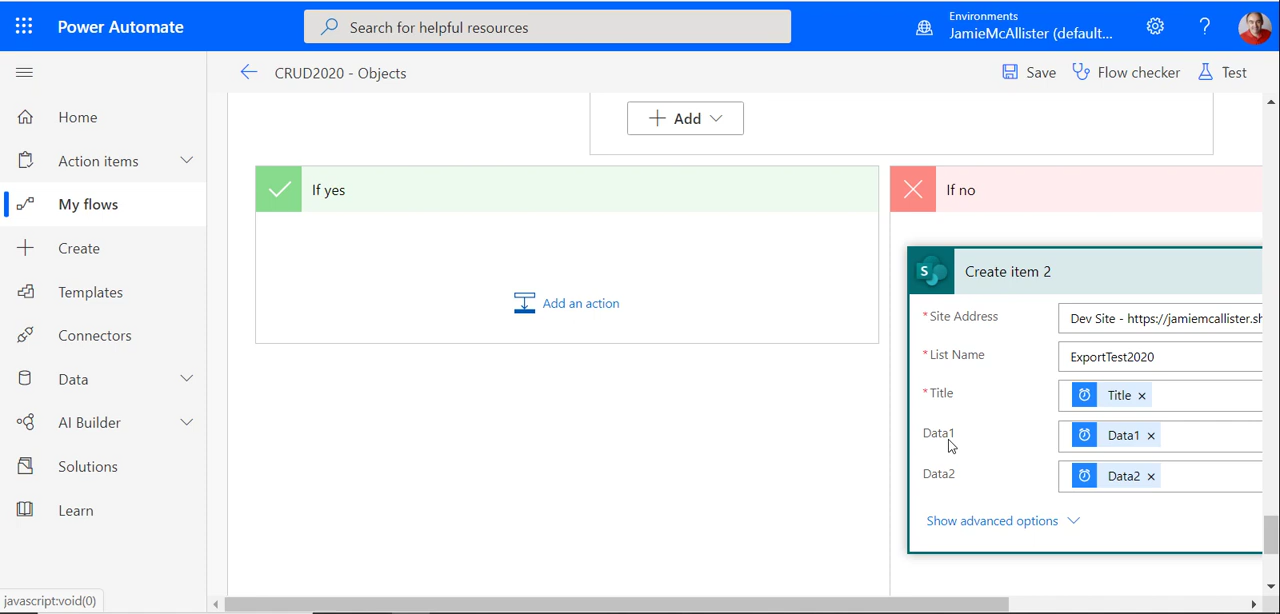 Power Automate
Search for helpful resources
Environments
JamieMcAllister (default...
?
CRUD2020 - Objects
Save
Flow checker
Test
Home
Action items
My flows
Create
Templates
Connectors
Data
AI Builder
Solutions
Learn
+ Add
If yes
Add an action
If no
S
Create item 2
* Site Address
Dev Site - https://jamiemcallister.sh
* List Name
ExportTest2020
* Title
Title ×
Data1
Data1 ×
Data2
Data2 ×
Show advanced options
javascript:void(0)